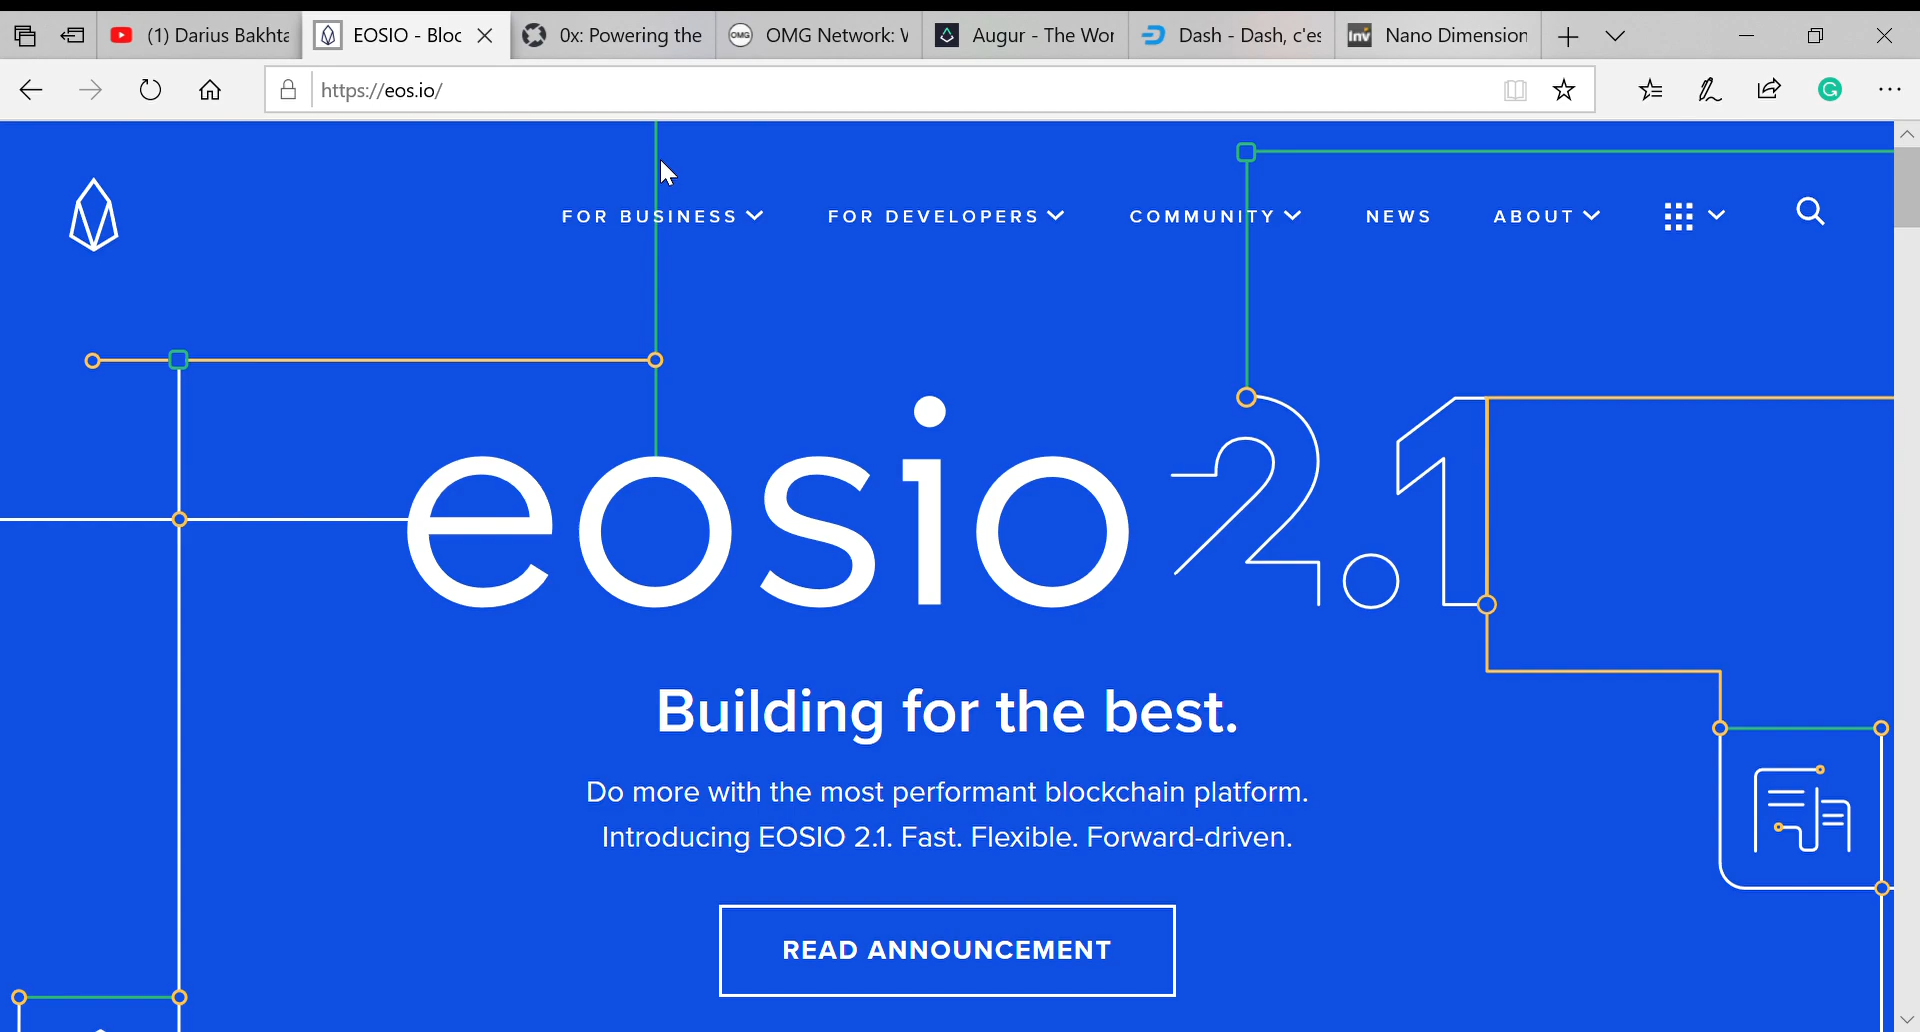 (1) Darius Bakhta
EOSIO - Bloc
0x: Powering the
OMG Network: V
Augur - The Wor
Dash - Dash, c'es
Inv Nano Dimension
https://eos.io/
FOR BUSINESS
FOR DEVELOPERS
COMMUNITY
NEWS
ABOUT
eosio 2.1
Building for the best.
Do more with the most performant blockchain platform.
Introducing EOSIO 2.1. Fast. Flexible. Forward-driven.
READ ANNOUNCEMENT